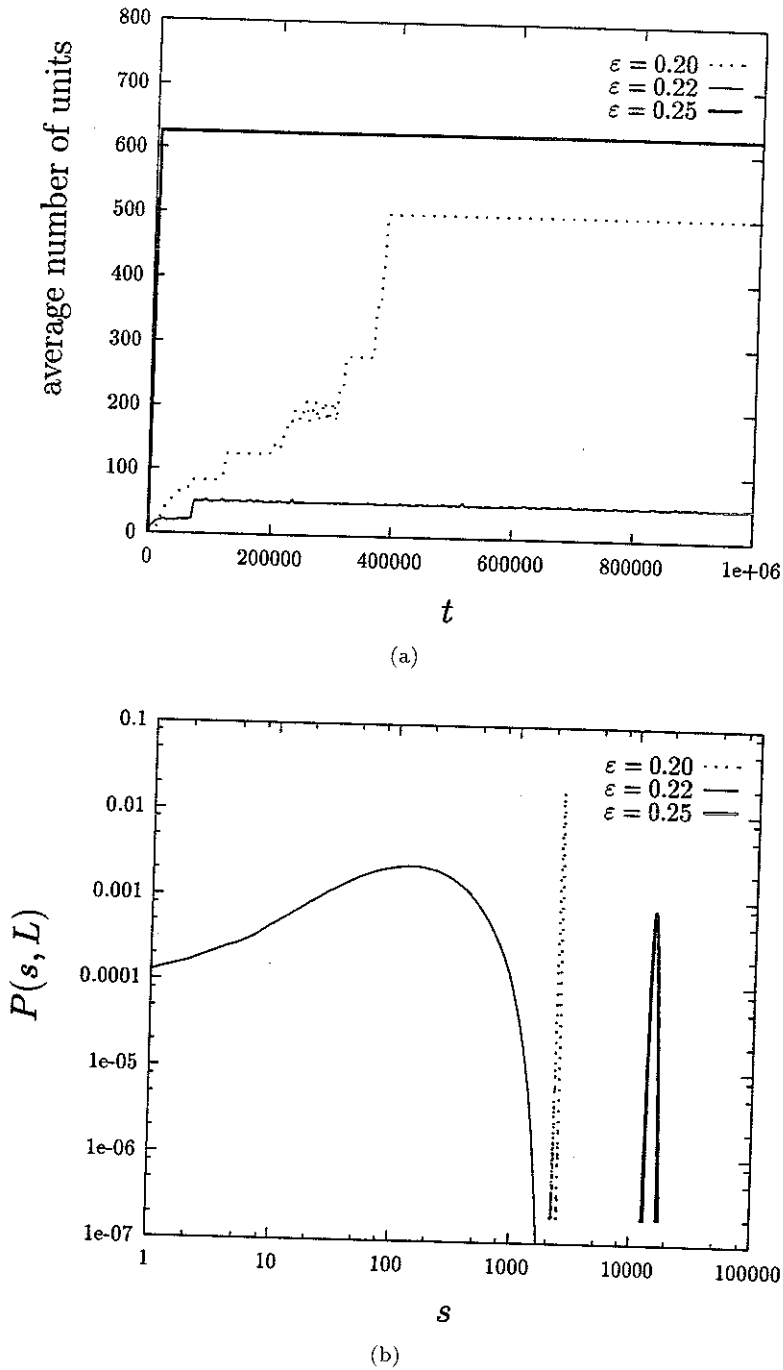 800
700
600
500
400
300
200
100
0
average number of units
ε = 0.20
ε = 0.22
ε = 0.25
0 200000 400000 600000 800000 1e+06
t
(a)
0.1
0.01
0.001
0.0001
1e-05
1e-06
1e-07
P(s, L)
ε = 0.20
ε = 0.22
ε = 0.25
1 10 100 1000 10000 100000
s
(b)